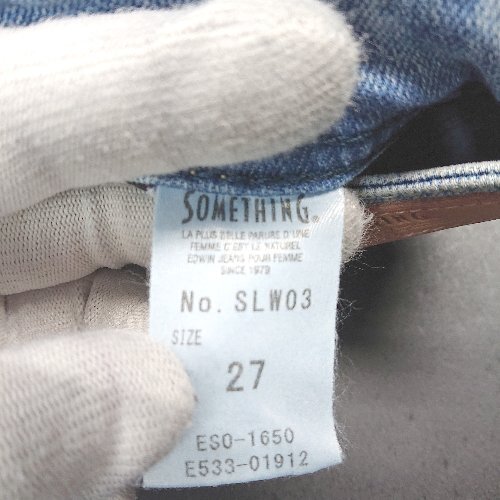 SOMETHING®
LA PLUS BELLE PARURE D'UNE
FEMME C'EST LE NATUREL
EDWIN JEANS POUR FEMME
SINCE 1979
No. SLW03
SIZE
27
ESO-1650
E533-01912